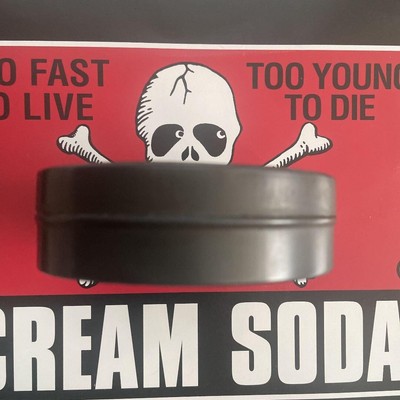 O FAST
O LIVE
TOO YOUNG
TO DIE
CREAM SODA